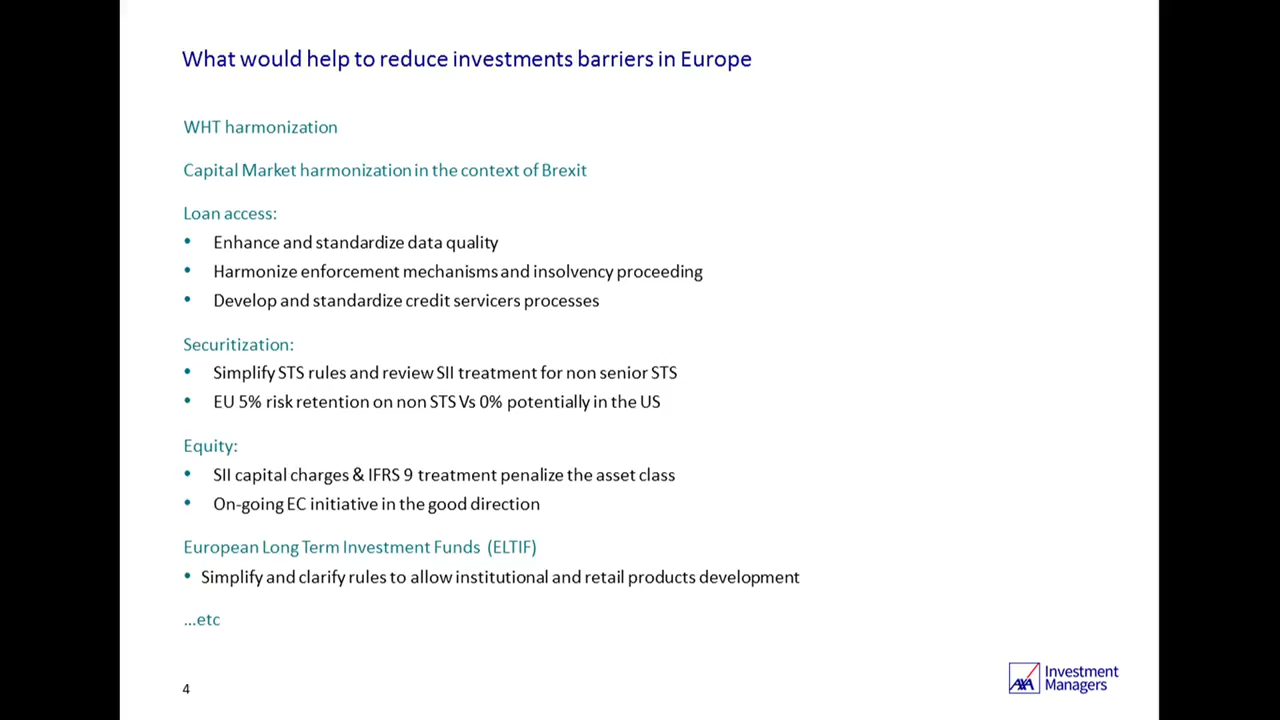 What would help to reduce investments barriers in Europe
WHT harmonization
Capital Market harmonization in the context of Brexit
Loan access:
• Enhance and standardize data quality
• Harmonize enforcement mechanisms and insolvency proceeding
• Develop and standardize credit servicers processes
Securitization:
• Simplify STS rules and review SII treatment for non senior STS
• EU 5% risk retention on non STS Vs 0% potentially in the US
Equity:
• SII capital charges & IFRS 9 treatment penalize the asset class
• On-going EC initiative in the good direction
European Long Term Investment Funds (ELTIF)
• Simplify and clarify rules to allow institutional and retail products development
...etc
4
AXA Investment
Managers